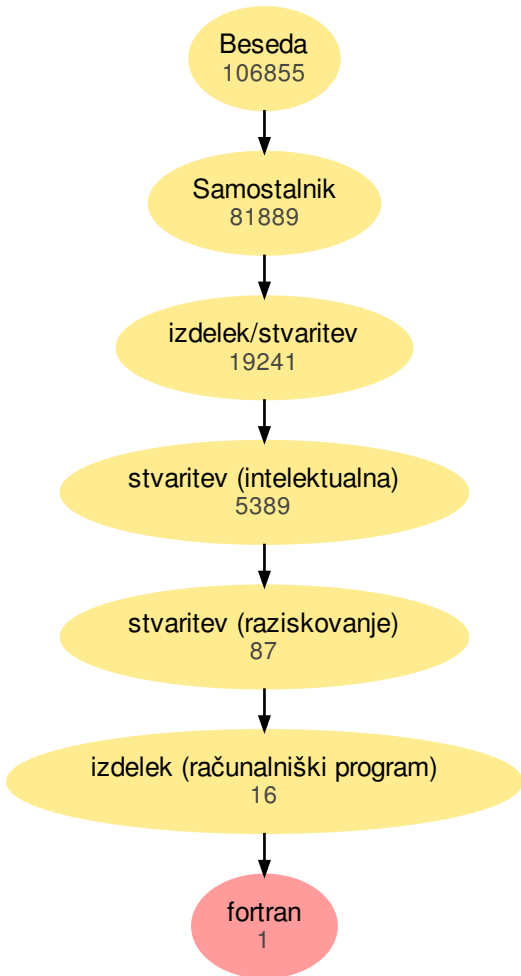 Beseda
106855
Samostalnik
81889
izdelek/stvaritev
19241
stvaritev (intelektualna)
5389
stvaritev (raziskovanje)
87
izdelek (računalniški program)
16
fortran
1